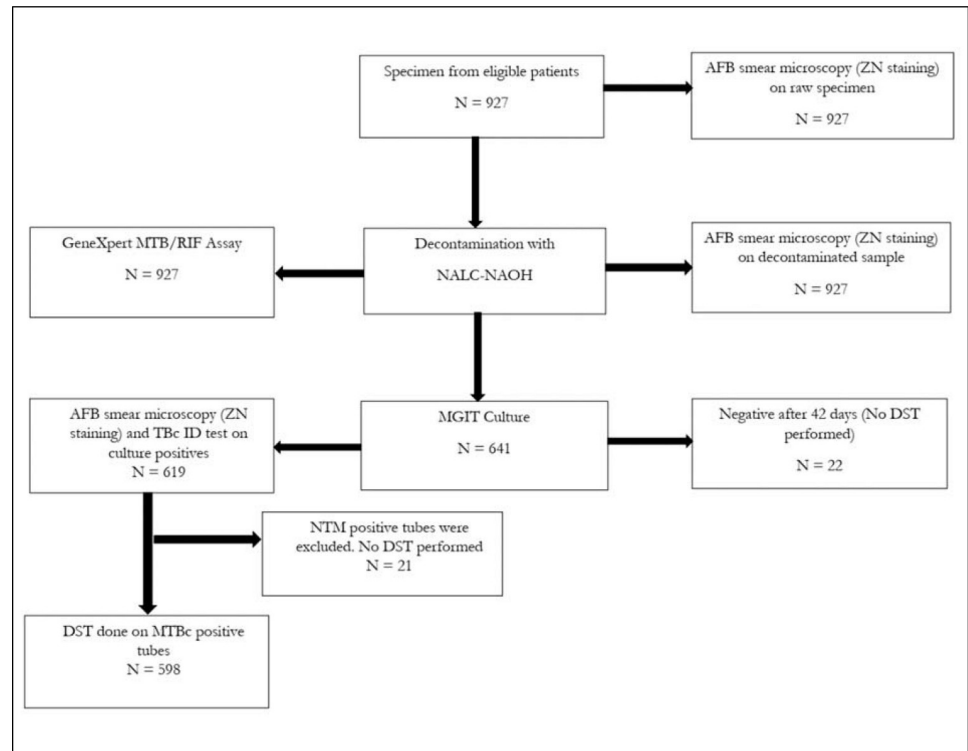 Specimen from eligible patients
N = 927
AFB smear microscopy (ZN staining)
on raw specimen
N = 927
GeneXpert MTB/RIF Assay
N = 927
Decontamination with
NALC-NAOH
AFB smear microscopy (ZN staining)
on decontaminated sample
N = 927
AFB smear microscopy (ZN
staining) and TBc ID test on
culture positives
N = 619
MGIT Culture
N = 641
Negative after 42 days (No DST
performed)
N = 22
NTM positive tubes were
excluded. No DST performed
N = 21
DST done on MTBc positive
tubes
N = 598